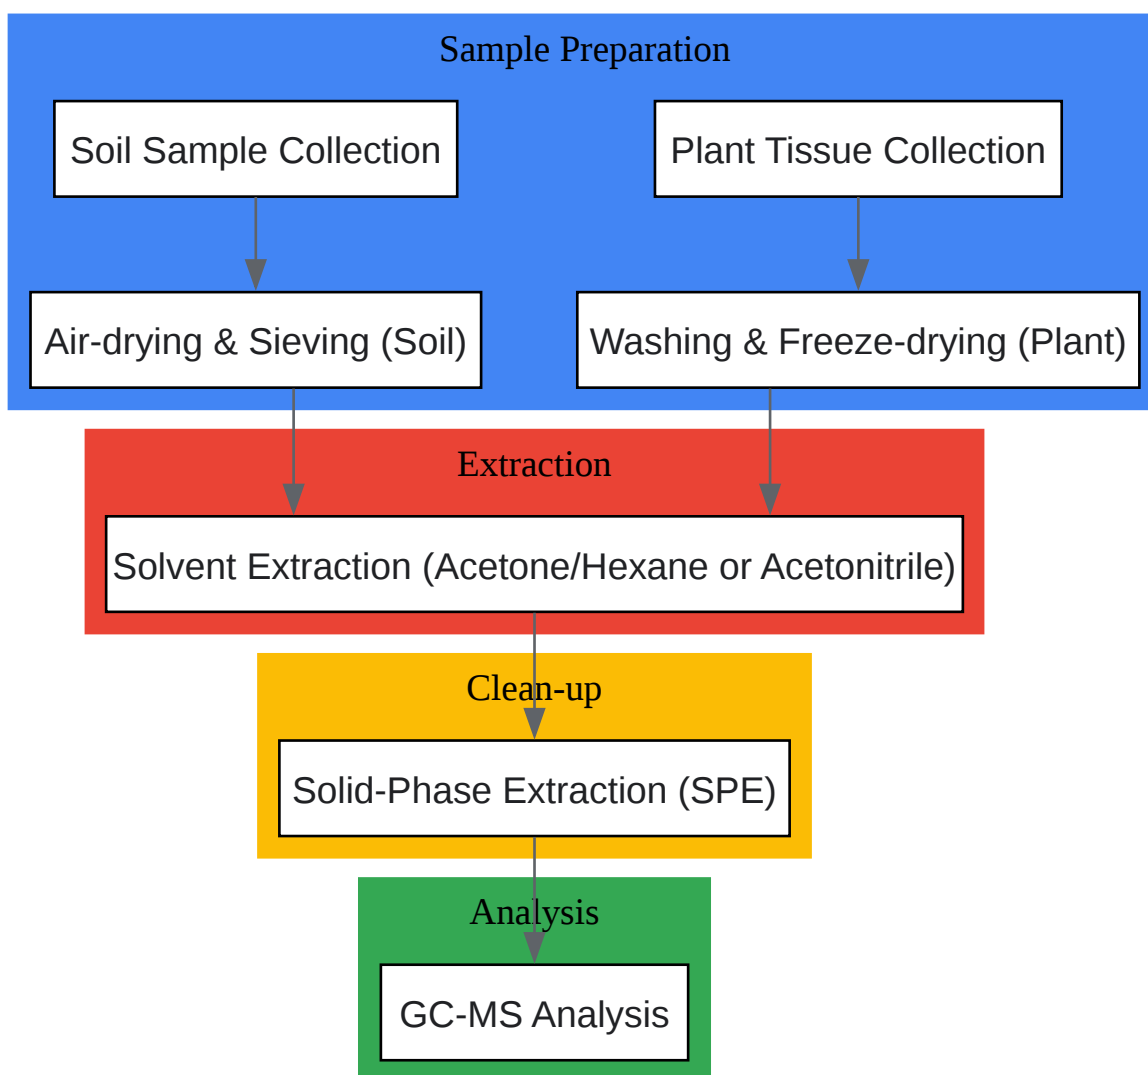 Sample Preparation
Soil Sample Collection
Plant Tissue Collection
Air-drying & Sieving (Soil)
Washing & Freeze-drying (Plant)
Extraction
Solvent Extraction (Acetone/Hexane or Acetonitrile)
Clean-up
Solid-Phase Extraction (SPE)
Analysis
GC-MS Analysis